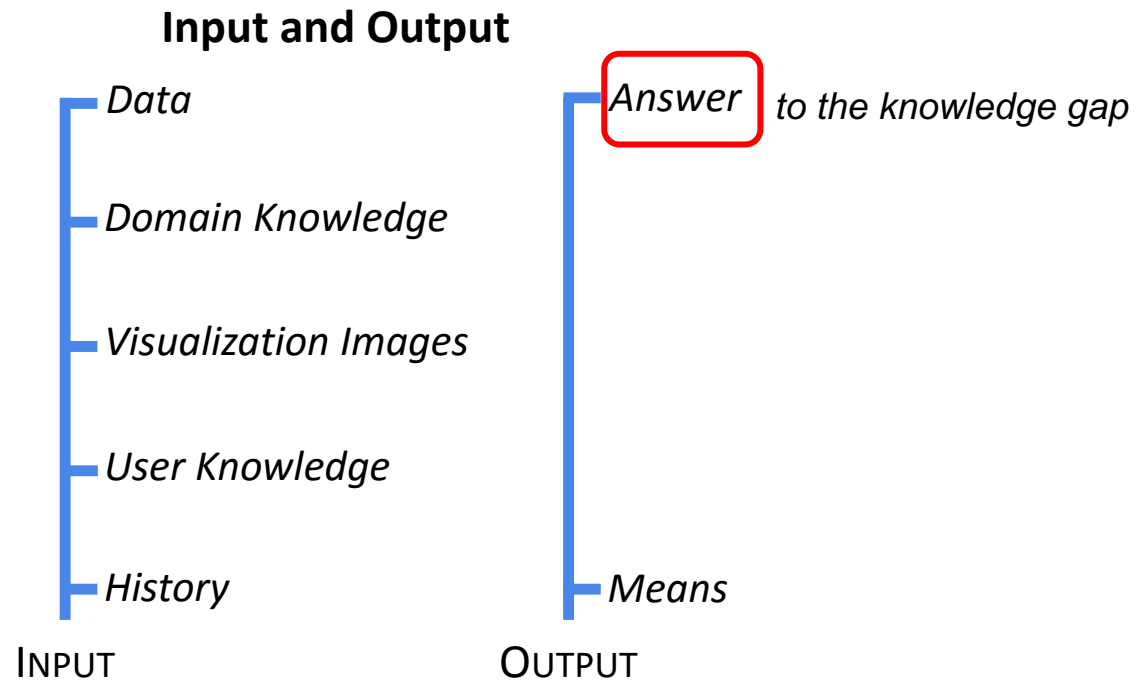 Input and Output
Data
Domain Knowledge
Visualization Images
User Knowledge
History
INPUT
Answer to the knowledge gap
Means
OUTPUT